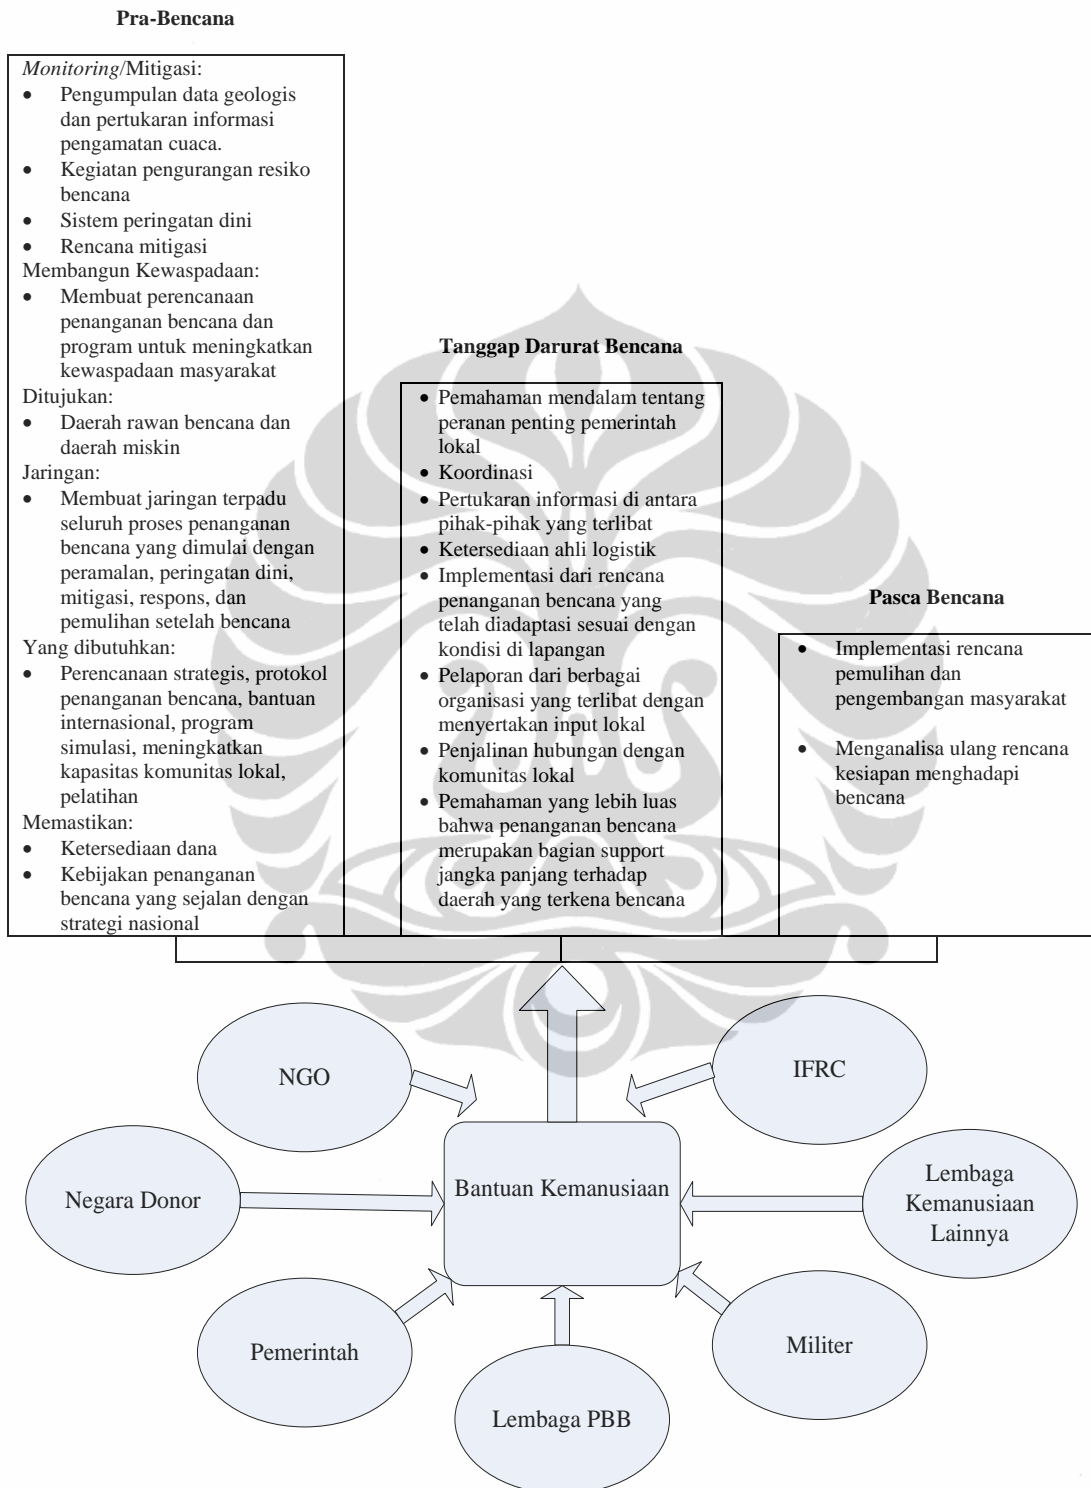 Pra-Bencana
Monitoring/Mitigasi:
• Pengumpulan data geologis
dan pertukaran informasi
pengamatan cuaca.
• Kegiatan pengurangan resiko
bencana
• Sistem peringatan dini
• Rencana mitigasi
Membangun Kewaspadaan:
• Membuat perencanaan
penanganan bencana dan
program untuk meningkatkan
kewaspadaan masyarakat
Ditujukan:
• Daerah rawan bencana dan
daerah miskin
Jaringan:
• Membuat jaringan terpadu
seluruh proses penanganan
bencana yang dimulai dengan
peramalan, peringatan dini,
mitigasi, respons, dan
pemulihan setelah bencana
Yang dibutuhkan:
• Perencanaan strategis, protokol
penanganan bencana, bantuan
internasional, program
simulasi, meningkatkan
kapasitas komunitas lokal,
pelatihan
Memastikan:
• Ketersediaan dana
• Kebijakan penanganan
bencana yang sejalan dengan
strategi nasional
Tanggap Darurat Bencana
• Pemahaman mendalam tentang
peranan penting pemerintah
lokal
• Koordinasi
• Pertukaran informasi di antara
pihak-pihak yang terlibat
• Ketersediaan ahli logistik
• Implementasi dari rencana
penanganan bencana yang
telah diadaptasi sesuai dengan
kondisi di lapangan
• Pelaporan dari berbagai
organisasi yang terlibat dengan
menyertakan input lokal
• Penjalinan hubungan dengan
komunitas lokal
• Pemahaman yang lebih luas
bahwa penanganan bencana
merupakan bagian support
jangka panjang terhadap
daerah yang terkena bencana
Pasca Bencana
• Implementasi rencana
pemulihan dan
pengembangan masyarakat
• Menganalisa ulang rencana
kesiapan menghadapi
bencana
NGO
IFRC
Negara Donor
Bantuan Kemanusiaan
Lembaga
Kemanusiaan
Lainnya
Pemerintah
Militer
Lembaga PBB